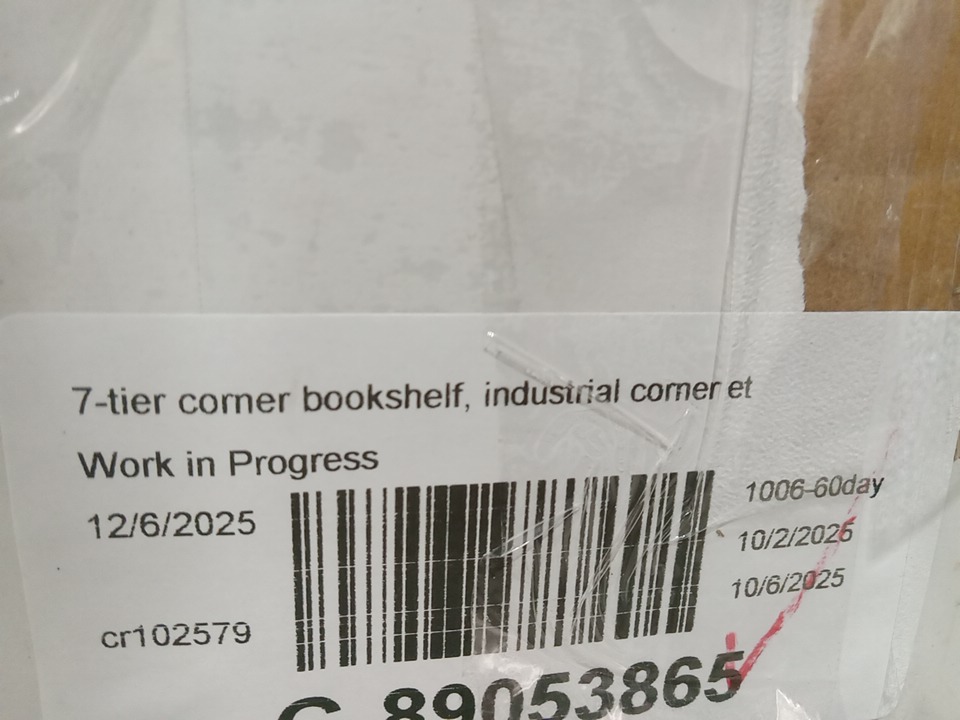 7-tier corner bookshelf, industrial corner et
Work in Progress
12/6/2025
1006-60day
10/2/2026
10/6/2025
cr102579
C-89053865